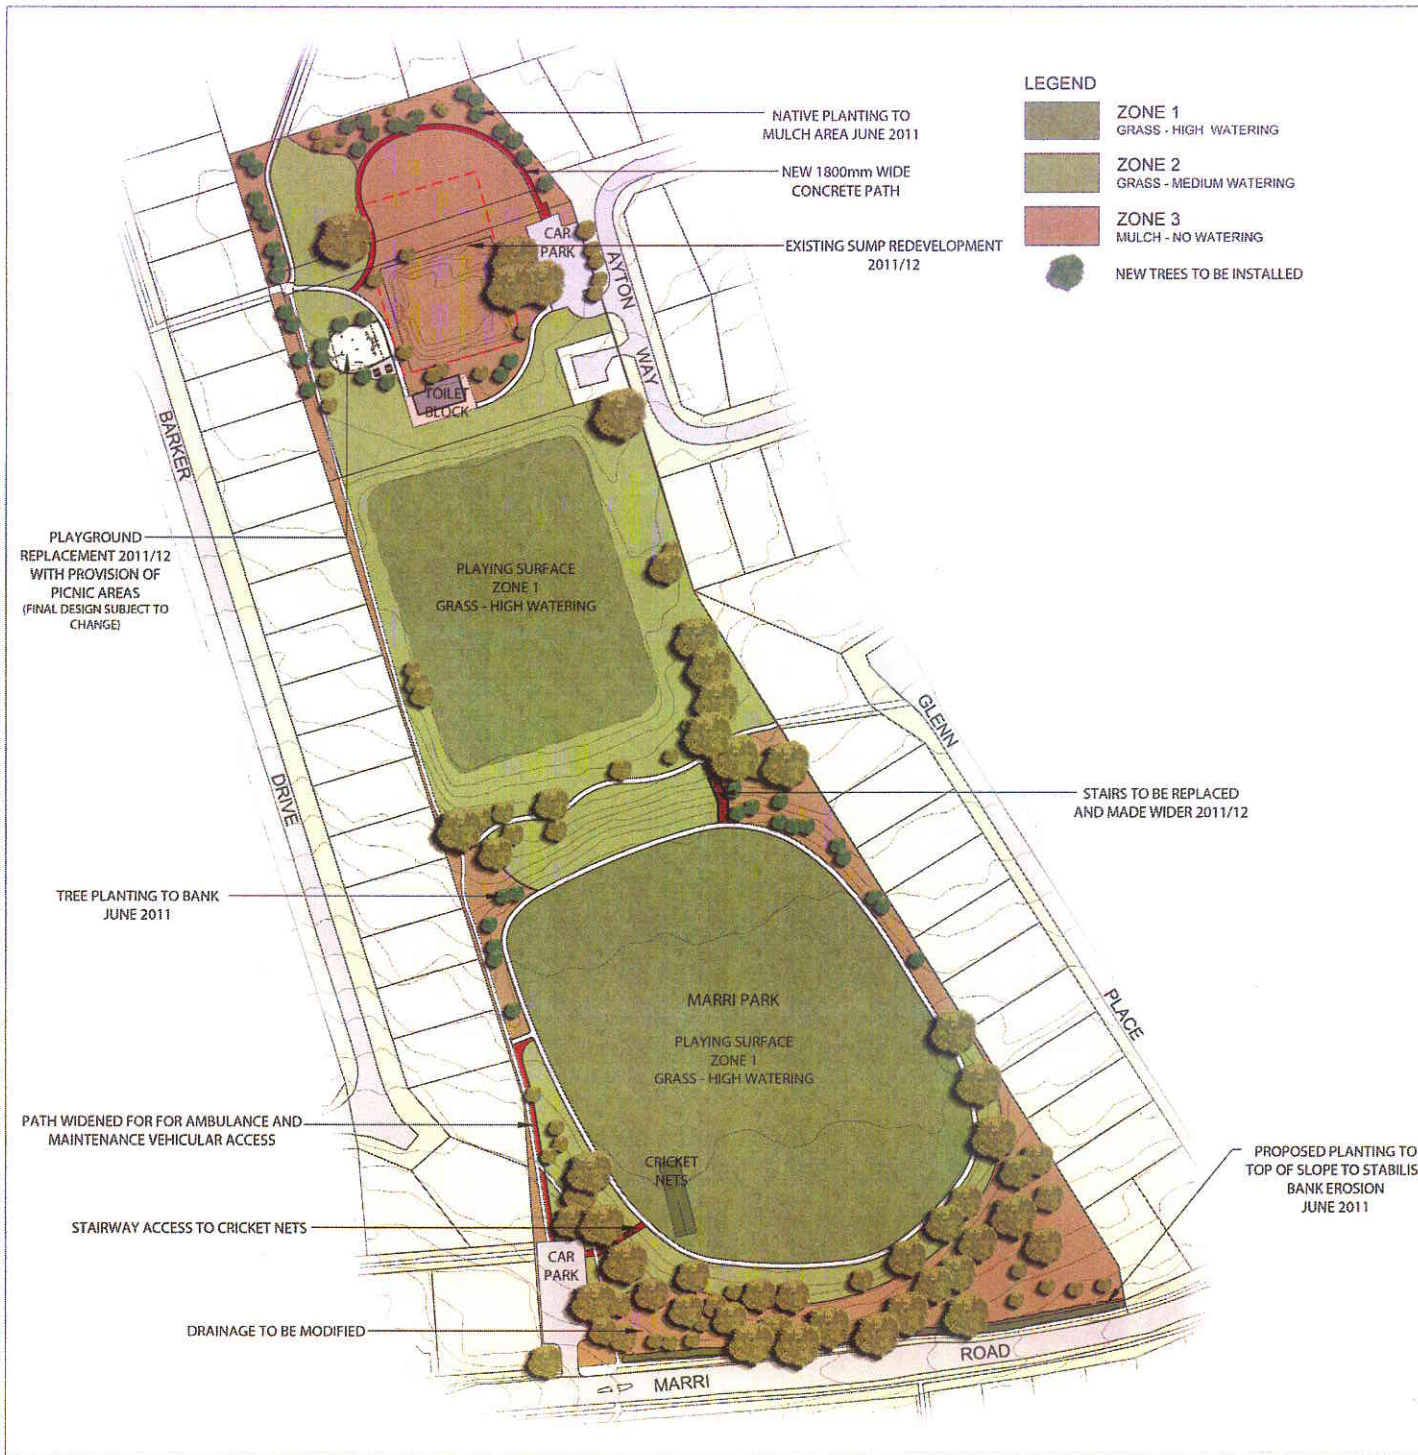 LEGEND
ZONE 1
GRASS - HIGH WATERING
ZONE 2
GRASS - MEDIUM WATERING
ZONE 3
MULCH - NO WATERING
NEW TREES TO BE INSTALLED
NATIVE PLANTING TO
MULCH AREA JUNE 2011
NEW 1800mm WIDE
CONCRETE PATH
EXISTING SUMP REDEVELOPMENT
2011/12
CAR
PARK
AYTON
WAY
TOILET
BLOCK
BARKER
DRIVE
PLAYGROUND
REPLACEMENT 2011/12
WITH PROVISION OF
PICNIC AREAS
(FINAL DESIGN SUBJECT TO
CHANGE)
PLAYING SURFACE
ZONE 1
GRASS - HIGH WATERING
GLENN
PLACE
STAIRS TO BE REPLACED
AND MADE WIDER 2011/12
TREE PLANTING TO BANK
JUNE 2011
MARRI PARK
PLAYING SURFACE
ZONE 1
GRASS - HIGH WATERING
PATH WIDENED FOR FOR AMBULANCE AND
MAINTENANCE VEHICULAR ACCESS
CRICKET
NETS
PROPOSED PLANTING TO
TOP OF SLOPE TO STABILIS
BANK EROSION
JUNE 2011
STAIRWAY ACCESS TO CRICKET NETS
CAR
PARK
DRAINAGE TO BE MODIFIED
MARRI
ROAD